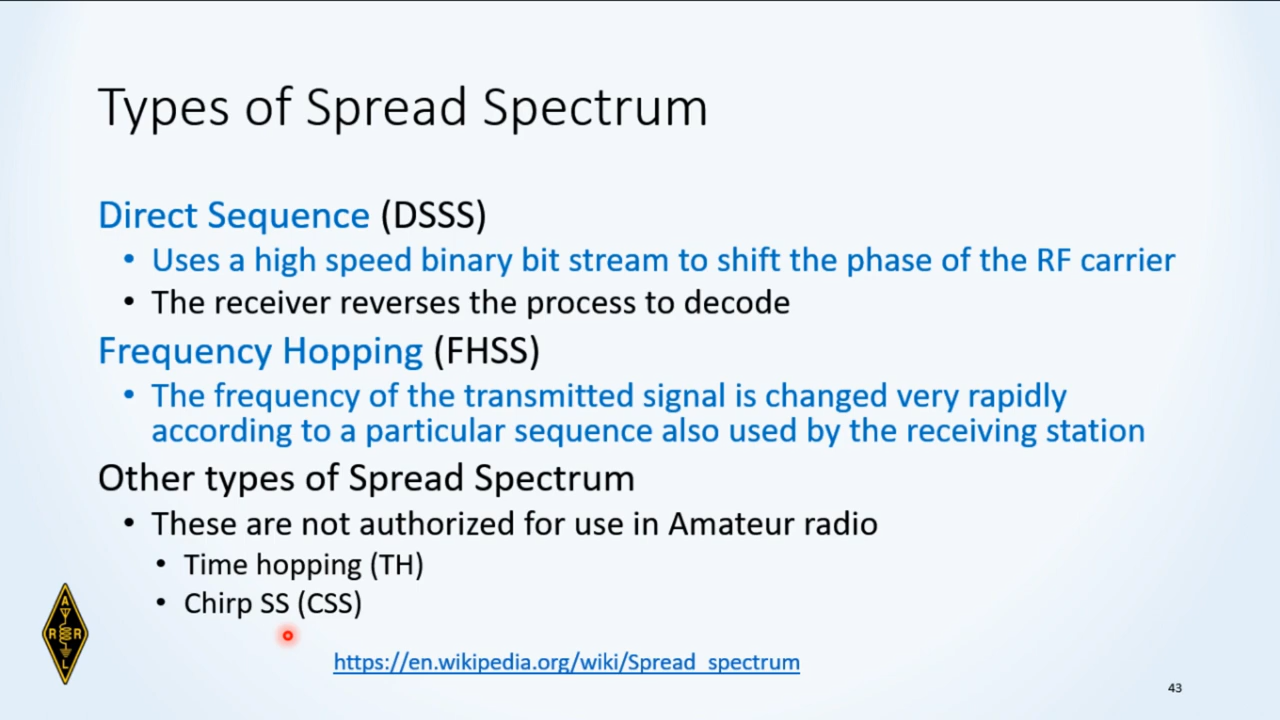 Types of Spread Spectrum
Direct Sequence (DSSS)
• Uses a high speed binary bit stream to shift the phase of the RF carrier
• The receiver reverses the process to decode
Frequency Hopping (FHSS)
• The frequency of the transmitted signal is changed very rapidly
according to a particular sequence also used by the receiving station
Other types of Spread Spectrum
• These are not authorized for use in Amateur radio
• Time hopping (TH)
• Chirp SS (CSS)
A
R R
L
https://en.wikipedia.org/wiki/Spread_spectrum
43